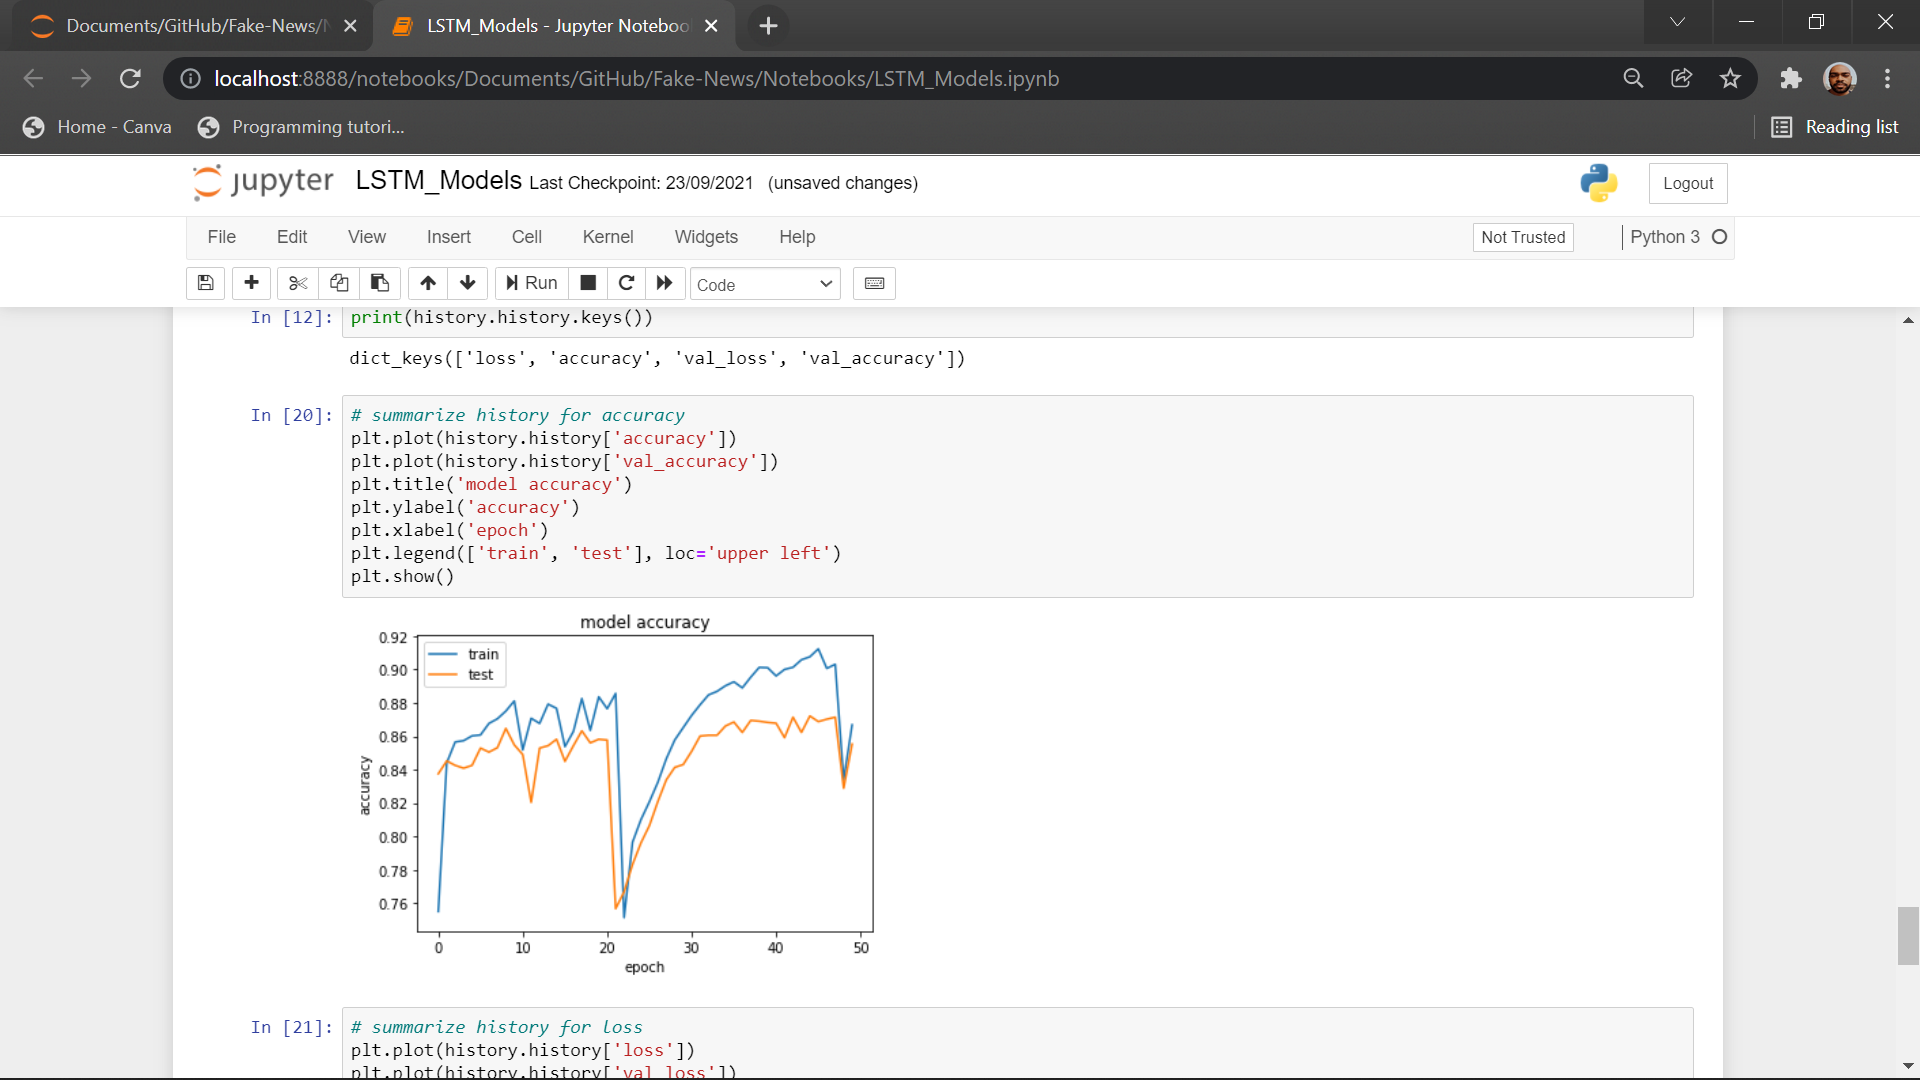 Documents/GitHub/Fake-News/
LSTM_Models - Jupyter Noteboo
localhost:8888/notebooks/Documents/GitHub/Fake-News/Notebooks/LSTM_Models.ipynb
Home - Canva
Programming tutori...
Reading list
jupyter LSTM_Models Last Checkpoint: 23/09/2021 (unsaved changes)
Logout
File Edit View Insert Cell Kernel Widgets Help
Not Trusted
Python 3
Run
Code
In [12]: print(history.history.keys())
dict_keys(['loss', 'accuracy', 'val_loss', 'val_accuracy'])
In [20]: # summarize history for accuracy
plt.plot(history.history['accuracy'])
plt.plot(history.history['val_accuracy'])
plt.title('model accuracy')
plt.ylabel('accuracy')
plt.xlabel('epoch')
plt.legend(['train', 'test'], loc='upper left')
plt.show()
model accuracy
train
test
0.92
0.90
0.88
0.86
0.84
0.82
0.80
0.78
0.76
accuracy
0 10 20 30 40 50
epoch
In [21]: # summarize history for loss
plt.plot(history.history['loss'])
plt.plot(history.history['val_loss'])